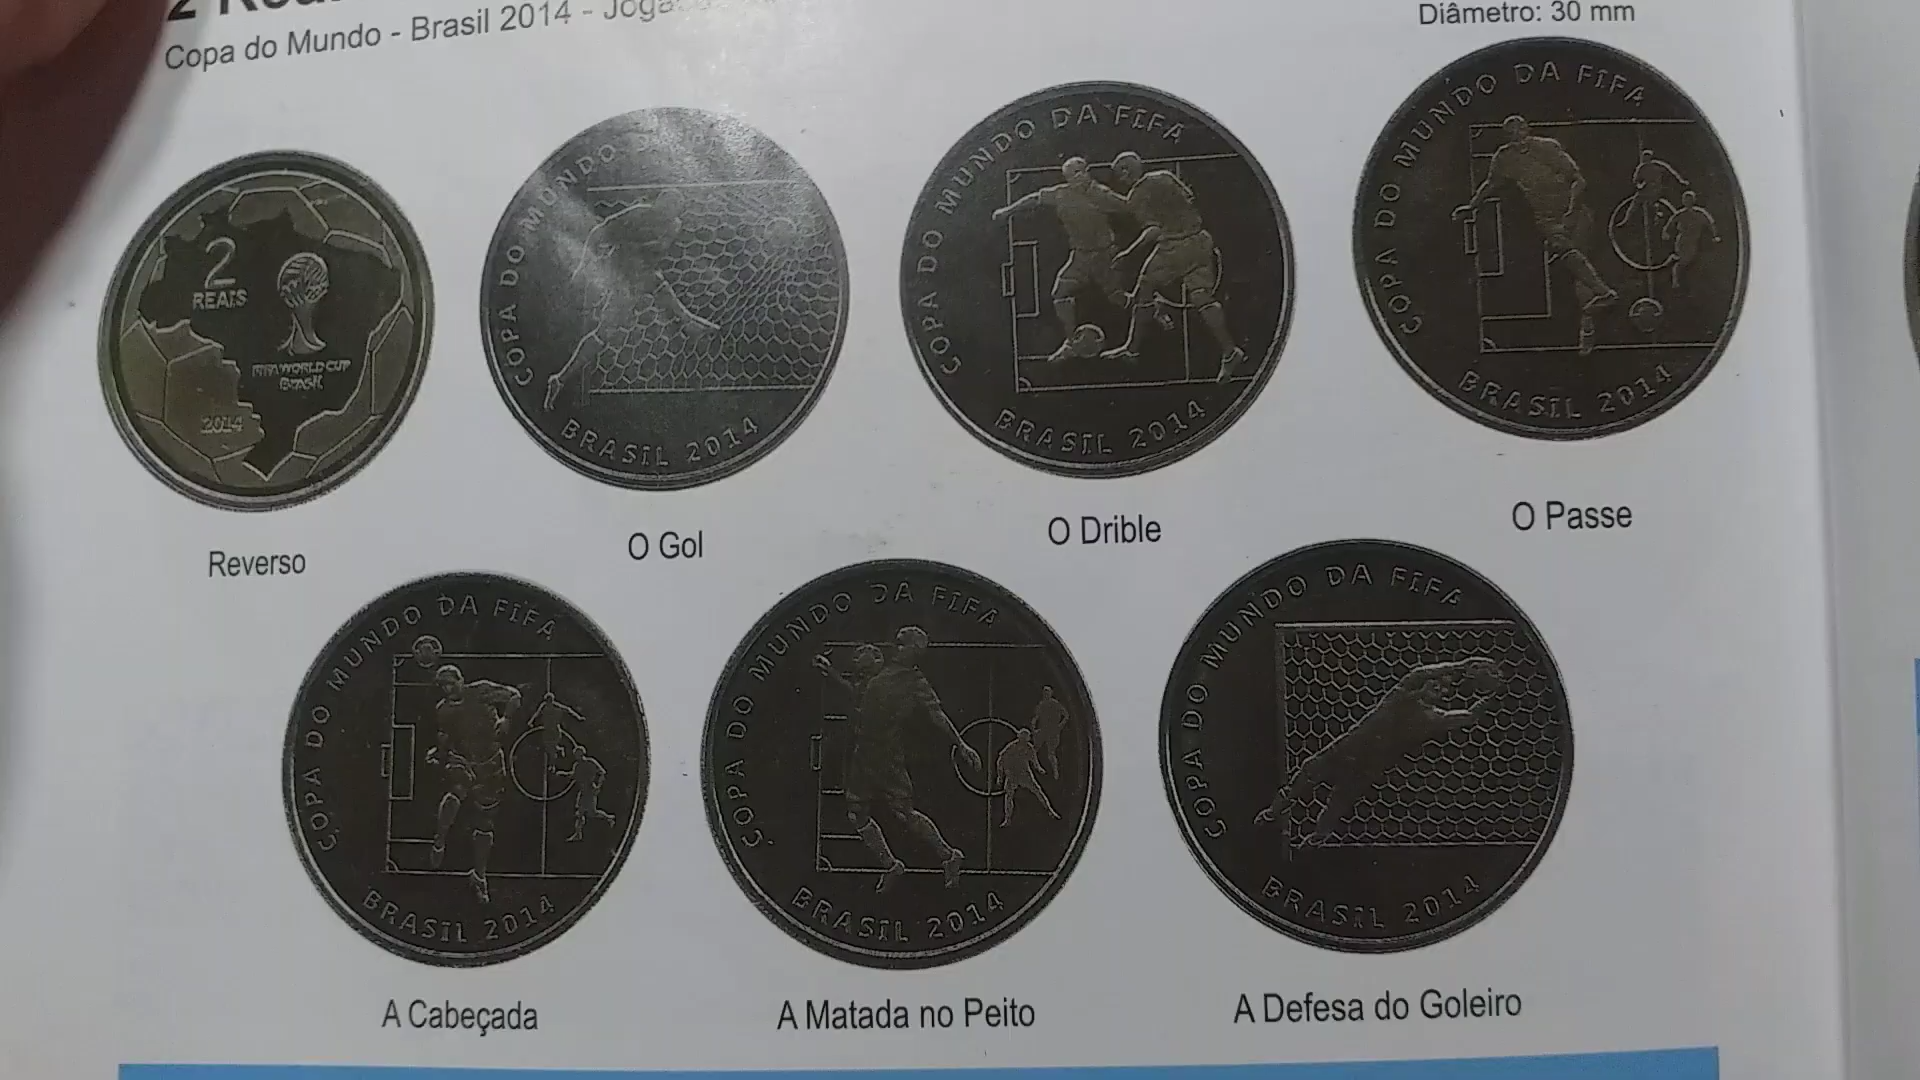 2
Copa do Mundo - Brasil 2014 -
Diâmetro: 30 mm
2
REAIS
FIFA WORLD CUP
Brasil
2014
COPA DO MUNDO
BRASIL 2014
COPA DO MUNDO DA FIFA
BRASIL 2014
COPA DO MUNDO DA FIFA
BRASIL 2014
Reverso
O Gol
O Drible
O Passe
COPA DO MUNDO DA FIFA
BRASIL 2014
COPA DO MUNDO DA FIFA
BRASIL 2014
COPA DO MUNDO DA FIFA
BRASIL 2014
A Cabeçada
A Matada no Peito
A Defesa do Goleiro